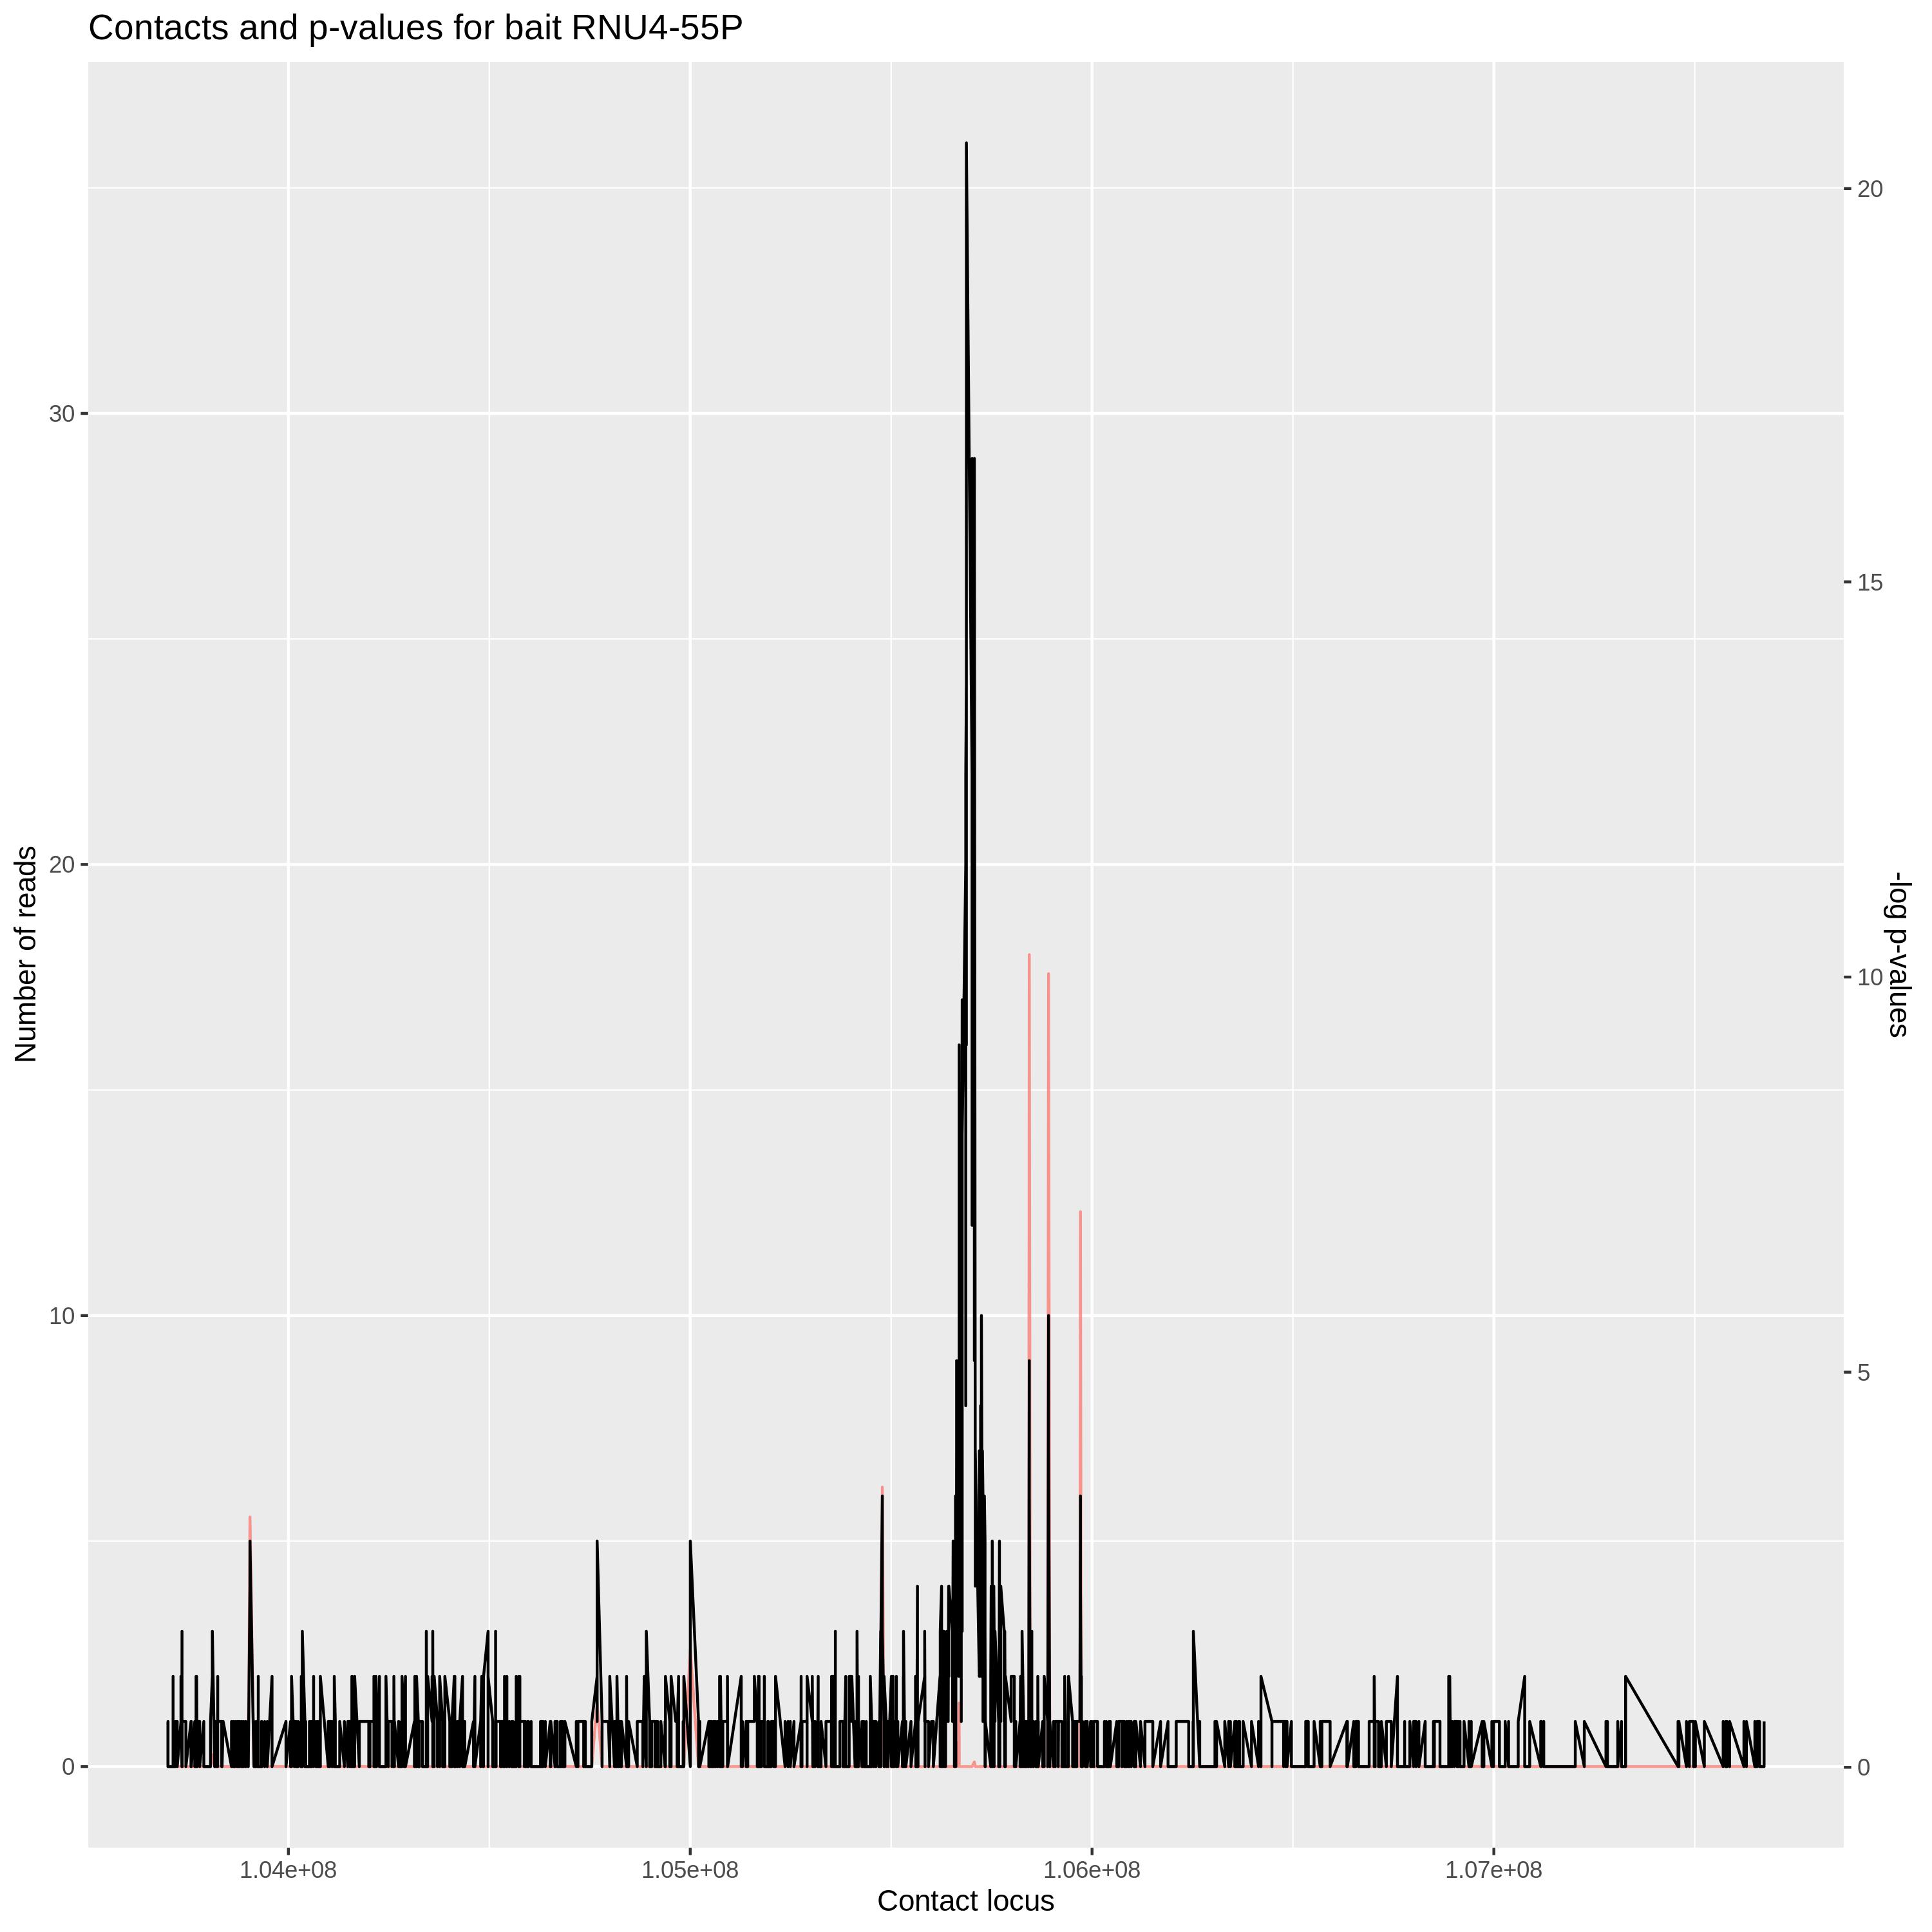 Contacts and p-values for bait RNU4-55P
Number of reads
30
20
10
0
20
15
10
5
0
-log p-values
1.04e+08
1.05e+08
1.06e+08
1.07e+08
Contact locus